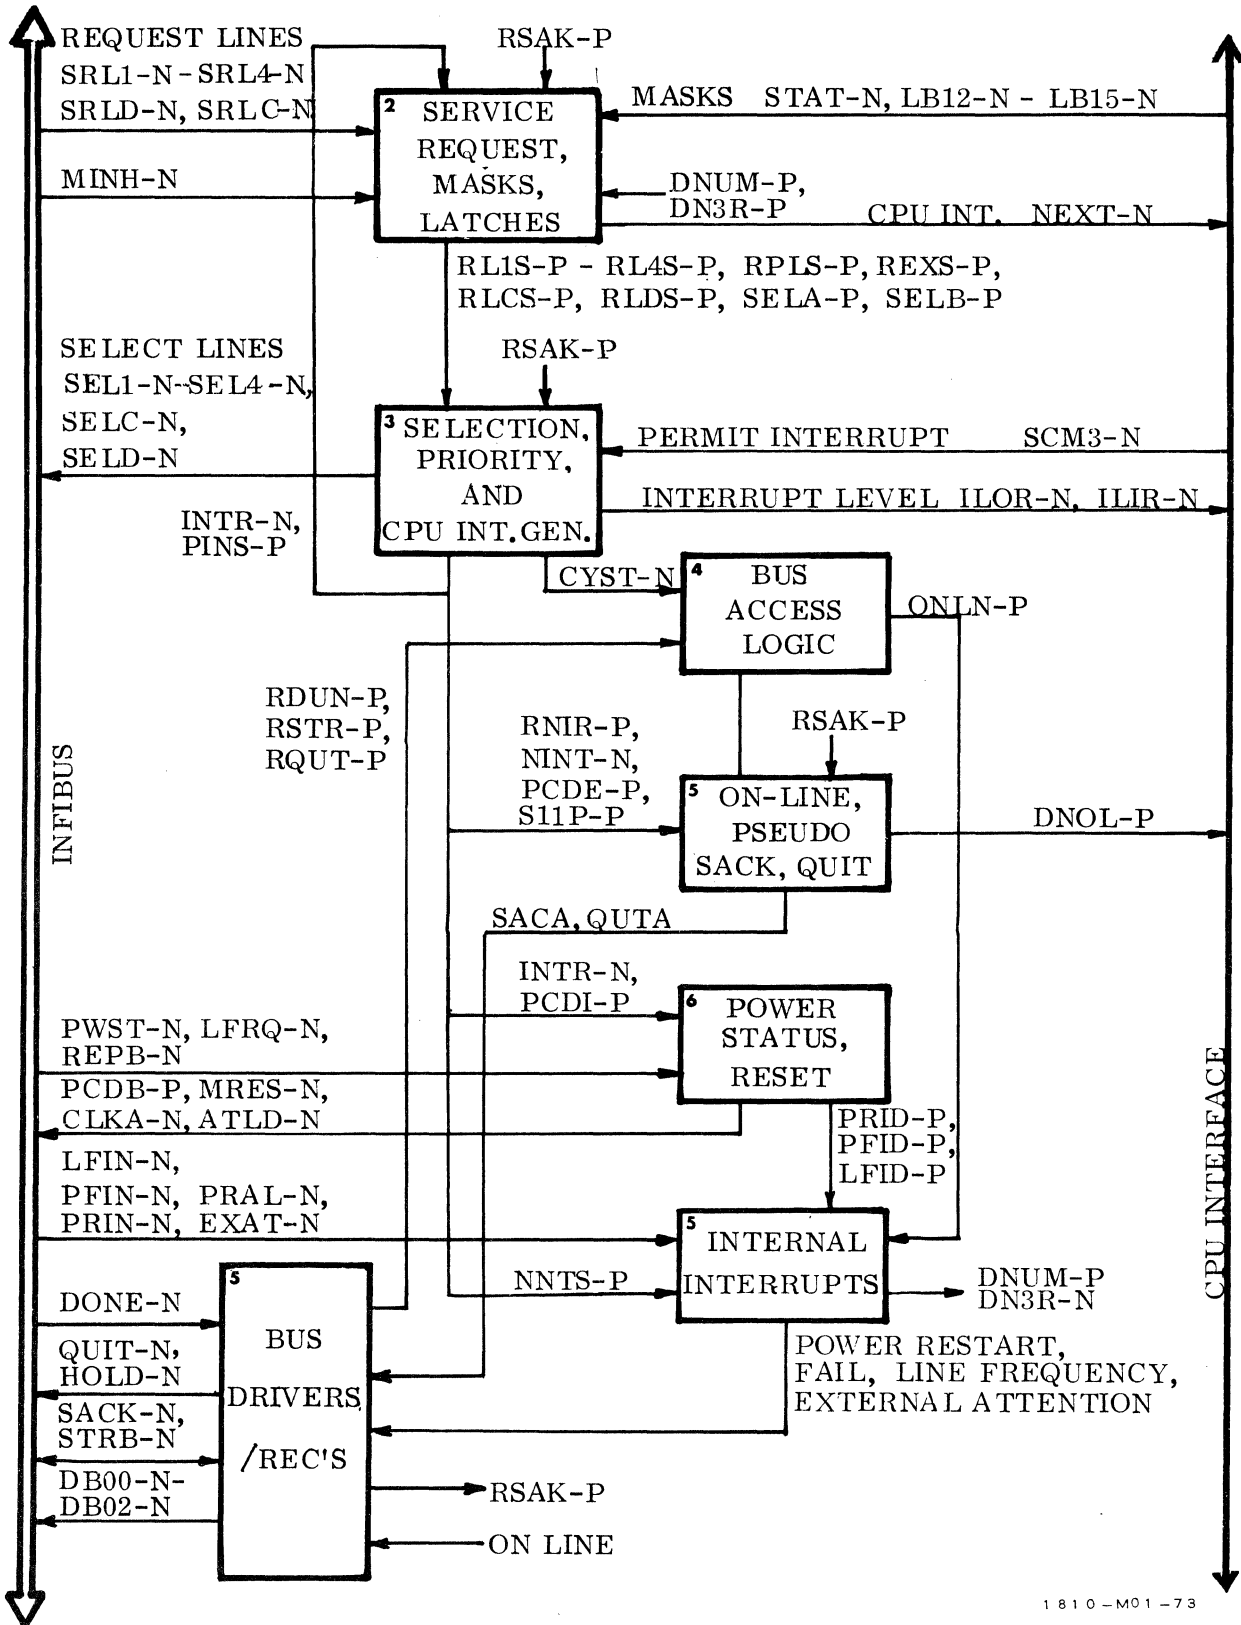 REQUEST LINES
SRL1-N - SRL4-N
SRLD-N, SRLC-N
MINH-N
RSAK-P
2 SERVICE
REQUEST,
MASKS,
LATCHES
MASKS STAT-N, LB12-N - LB15-N
DNUM-P,
DN3R-P
CPU INT. NEXT-N
RL1S-P - RL4S-P, RPLS-P, REXS-P,
RLCS-P, RLDS-P, SELA-P, SELB-P
SELECT LINES
SEL1-N--SEL4-N,
SELC-N,
SELD-N
RSAK-P
3 SELECTION,
PRIORITY,
AND
CPU INT. GEN.
PERMIT INTERRUPT SCM3-N
INTERRUPT LEVEL ILOR-N, ILIR-N
INTR-N,
PINS-P
CYST-N
4 BUS
ACCESS
LOGIC
ONLN-P
RDUN-P,
RSTR-P,
RQUT-P
RNIR-P,
NINT-N,
PCDE-P,
S11P-P
RSAK-P
5 ON-LINE,
PSEUDO
SACK, QUIT
DNOL-P
INFIBUS
SACA, QUTA
INTR-N,
PCDI-P
6 POWER
STATUS,
RESET
PWST-N, LFRQ-N,
REPB-N
PCDB-P, MRES-N,
CLKA-N, ATLD-N
PRID-P,
PFID-P,
LFID-P
CPU INTERFACE
LFIN-N,
PFIN-N, PRAL-N,
PRIN-N, EXAT-N
5 INTERNAL
INTERRUPTS
NNTS-P
DNUM-P
DN3R-N
DONE-N
QUIT-N,
HOLD-N
SACK-N,
STRB-N
DB00-N-
DB02-N
5
BUS
DRIVERS
/REC'S
POWER RESTART,
FAIL, LINE FREQUENCY,
EXTERNAL ATTENTION
RSAK-P
ON LINE
1810-M01-73